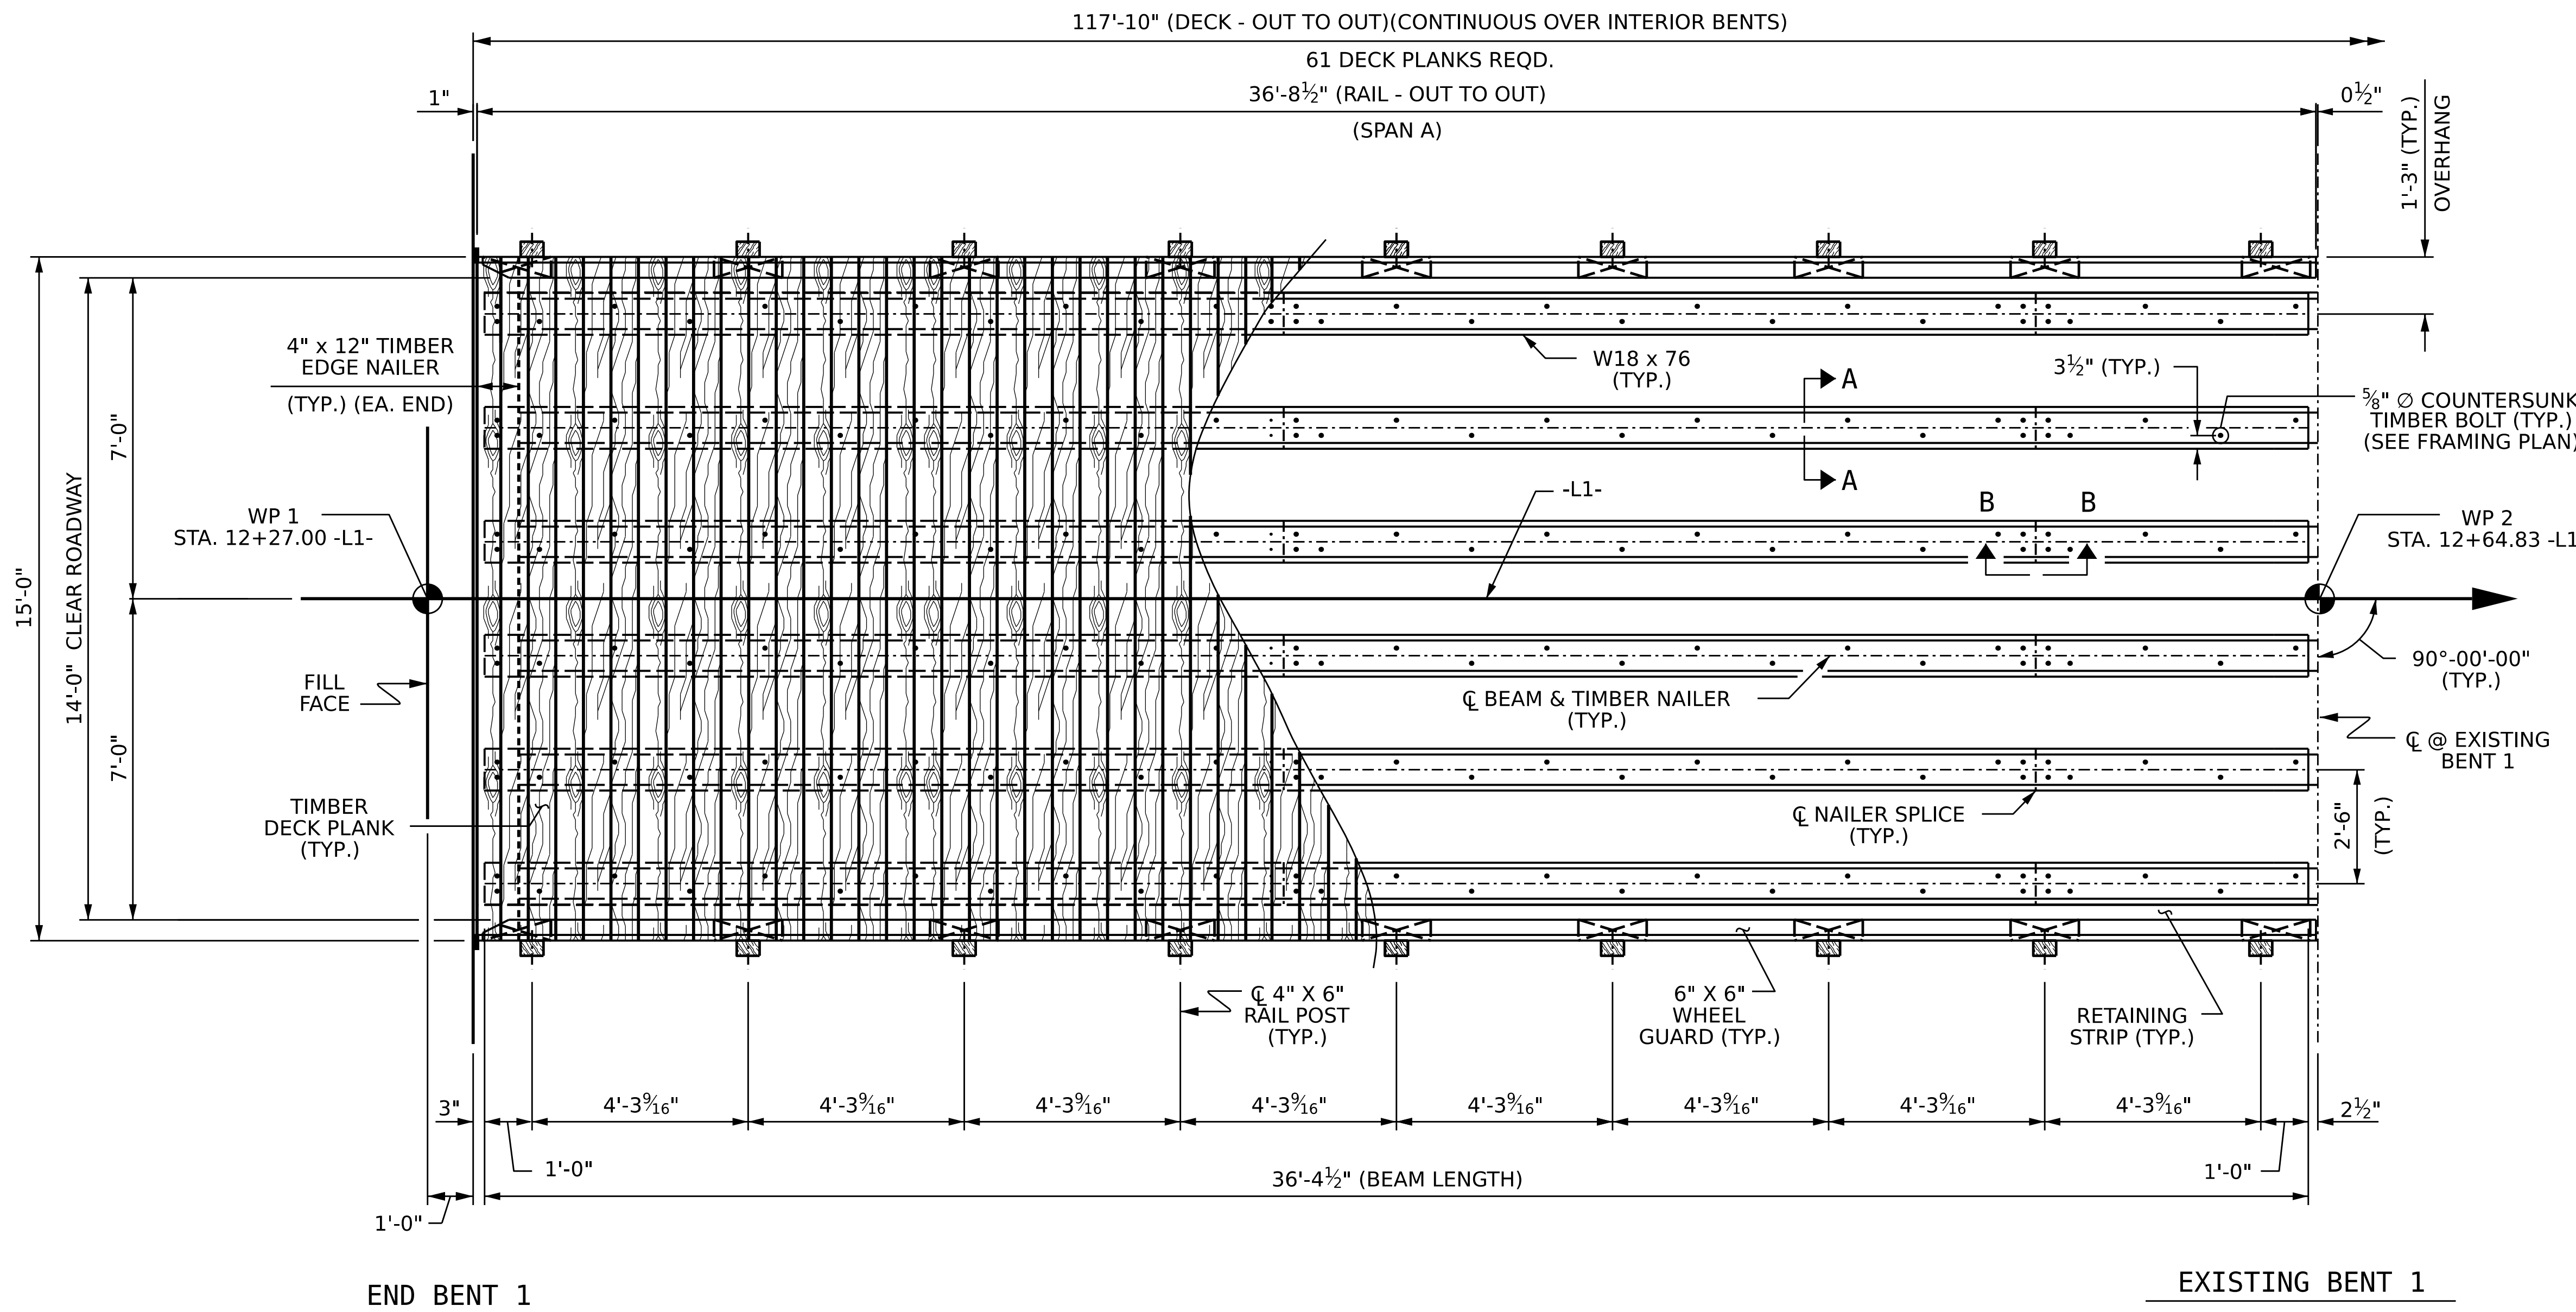 117'-10" (DECK - OUT TO OUT)(CONTINUOUS OVER INTERIOR BENTS)
61 DECK PLANKS REQD.
1"
36'-8½" (RAIL - OUT TO OUT)
0½"
(SPAN A)
1'-3" (TYP.)
OVERHANG
4" x 12" TIMBER
EDGE NAILER
(TYP.) (EA. END)
W18 x 76
(TYP.)
A
3½" (TYP.)
⅝" ∅ COUNTERSUNK
TIMBER BOLT (TYP.)
(SEE FRAMING PLAN)
7'-0"
A
-L1-
B
B
WP 1
STA. 12+27.00 -L1-
WP 2
STA. 12+64.83 -L1
15'-0"
14'-0" CLEAR ROADWAY
FILL
FACE
℄ BEAM & TIMBER NAILER
(TYP.)
90°-00'-00"
(TYP.)
℄ @ EXISTING
BENT 1
7'-0"
TIMBER
DECK PLANK
(TYP.)
℄ NAILER SPLICE
(TYP.)
2'-6"
(TYP.)
℄ 4" X 6"
RAIL POST
(TYP.)
6" X 6"
WHEEL
GUARD (TYP.)
RETAINING
STRIP (TYP.)
3"
4'-3⁹⁄₁₆"
4'-3⁹⁄₁₆"
4'-3⁹⁄₁₆"
4'-3⁹⁄₁₆"
4'-3⁹⁄₁₆"
4'-3⁹⁄₁₆"
4'-3⁹⁄₁₆"
4'-3⁹⁄₁₆"
2½"
1'-0"
36'-4½" (BEAM LENGTH)
1'-0"
1'-0"
END BENT 1
EXISTING BENT 1